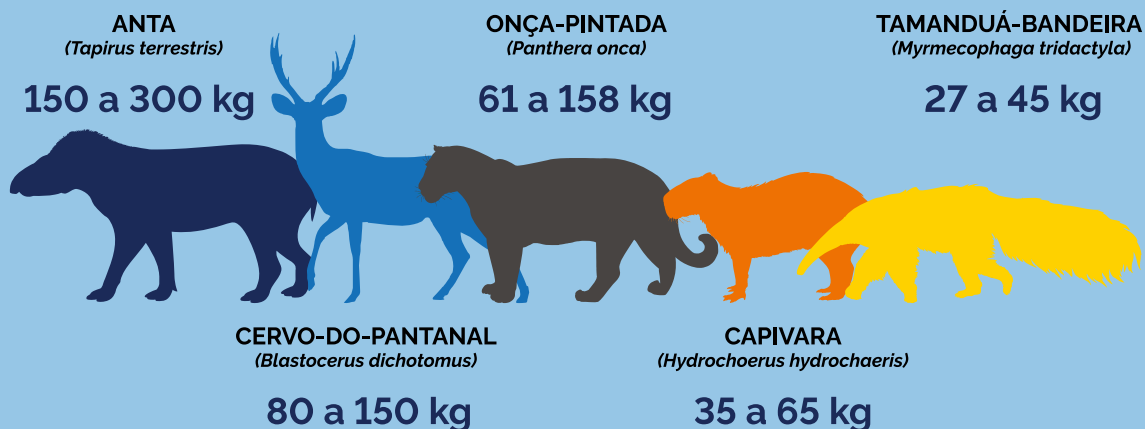 ANTA
(Tapirus terrestris)
150 a 300 kg
ONÇA-PINTADA
(Panthera onca)
61 a 158 kg
TAMANDUÁ-BANDEIRA
(Myrmecophaga tridactyla)
27 a 45 kg
CERVO-DO-PANTANAL
(Blastocerus dichotomus)
80 a 150 kg
CAPIVARA
(Hydrochoerus hydrochaeris)
35 a 65 kg